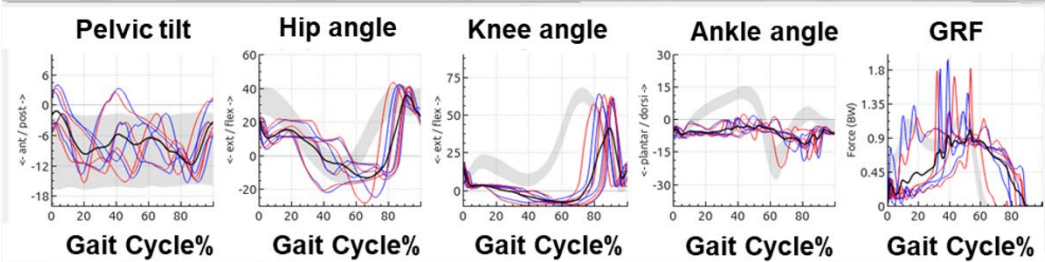 Pelvic tilt
Hip angle
Knee angle
Ankle angle
GRF
<- ant / post ->
6
0
-6
-12
-18
0 20 40 60 80
Gait Cycle%
<- ext / flex ->
60
40
20
0
-20
0 20 40 60 80
Gait Cycle%
<- ext / flex ->
75
50
25
0
0 20 40 60 80
Gait Cycle%
<- plantar / dorsi ->
30
15
0
-15
-30
0 20 40 60 80
Gait Cycle%
Force (BW)
1.8
1.35
0.9
0.45
0
0 20 40 60 80
Gait Cycle%